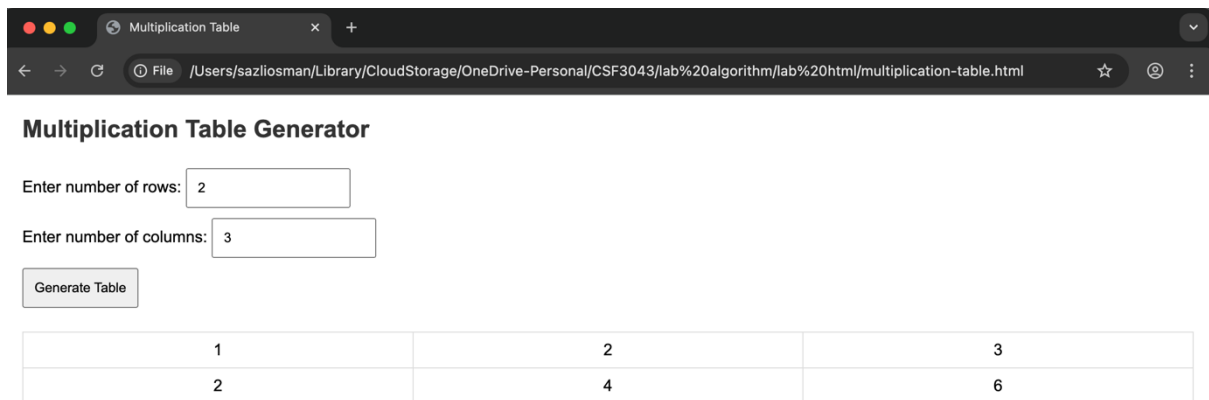 Multiplication Table
File /Users/sazliosman/Library/CloudStorage/OneDrive-Personal/CSF3043/lab%20algorithm/lab%20html/multiplication-table.html
Multiplication Table Generator
Enter number of rows: 2
Enter number of columns: 3
Generate Table
1 2 3
2 4 6